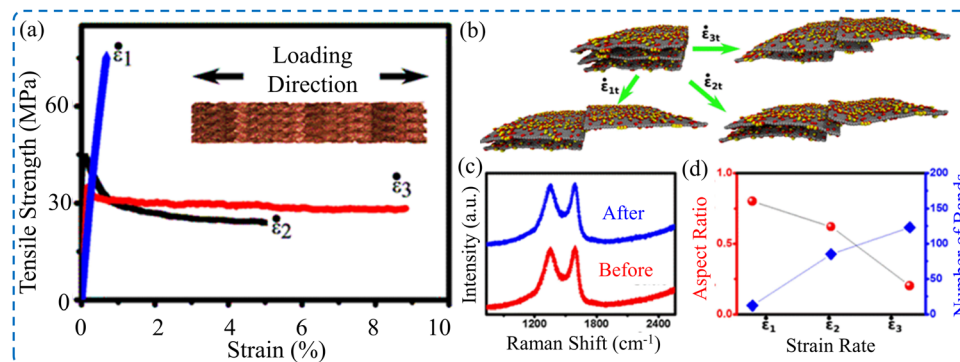 (a)
Tensile Strength (MPa)
60
30
0
0
2
4
6
8
10
Strain (%)
ε̇1
ε̇2
ε̇3
Loading
Direction
(b)
ε̇1t
ε̇2t
ε̇3t
(c)
Intensity (a.u.)
After
Before
1200
1800
2400
Raman Shift (cm-1)
(d)
Aspect Ratio
1.0
0.5
0.0
200
150
100
50
0
Number of Bands
ε̇1
ε̇2
ε̇3
Strain Rate